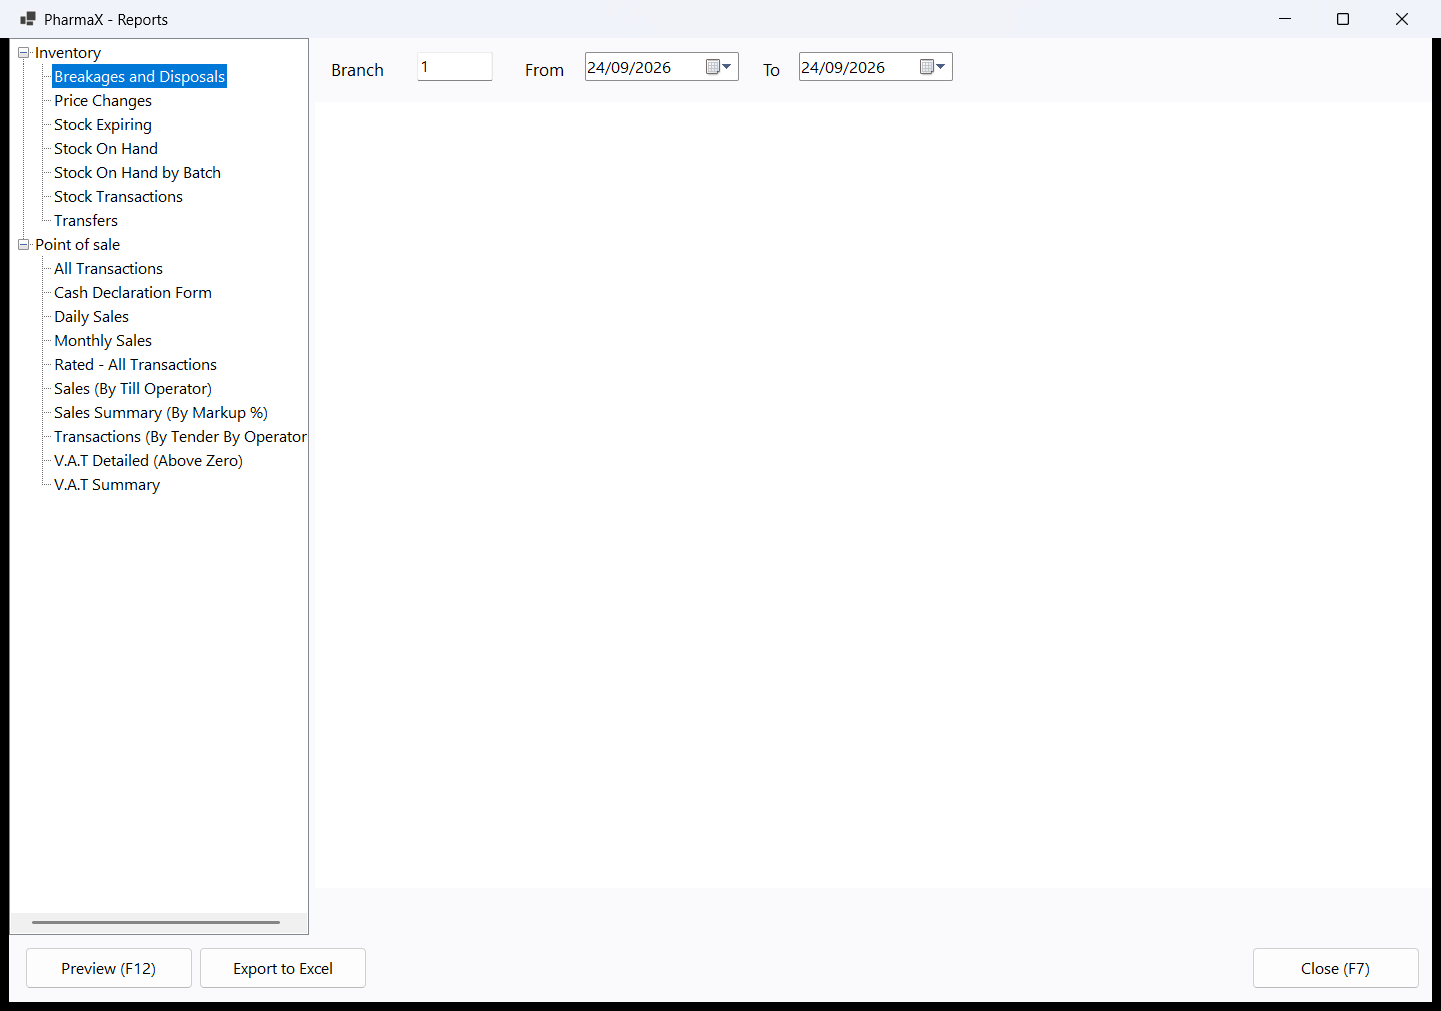 PharmaX - Reports
Inventory
Breakages and Disposals
Price Changes
Stock Expiring
Stock On Hand
Stock On Hand by Batch
Stock Transactions
Transfers
Point of sale
All Transactions
Cash Declaration Form
Daily Sales
Monthly Sales
Rated - All Transactions
Sales (By Till Operator)
Sales Summary (By Markup %)
Transactions (By Tender By Operator
V.A.T Detailed (Above Zero)
V.A.T Summary
Branch 1 From 24/09/2026 To 24/09/2026
Preview (F12) Export to Excel Close (F7)